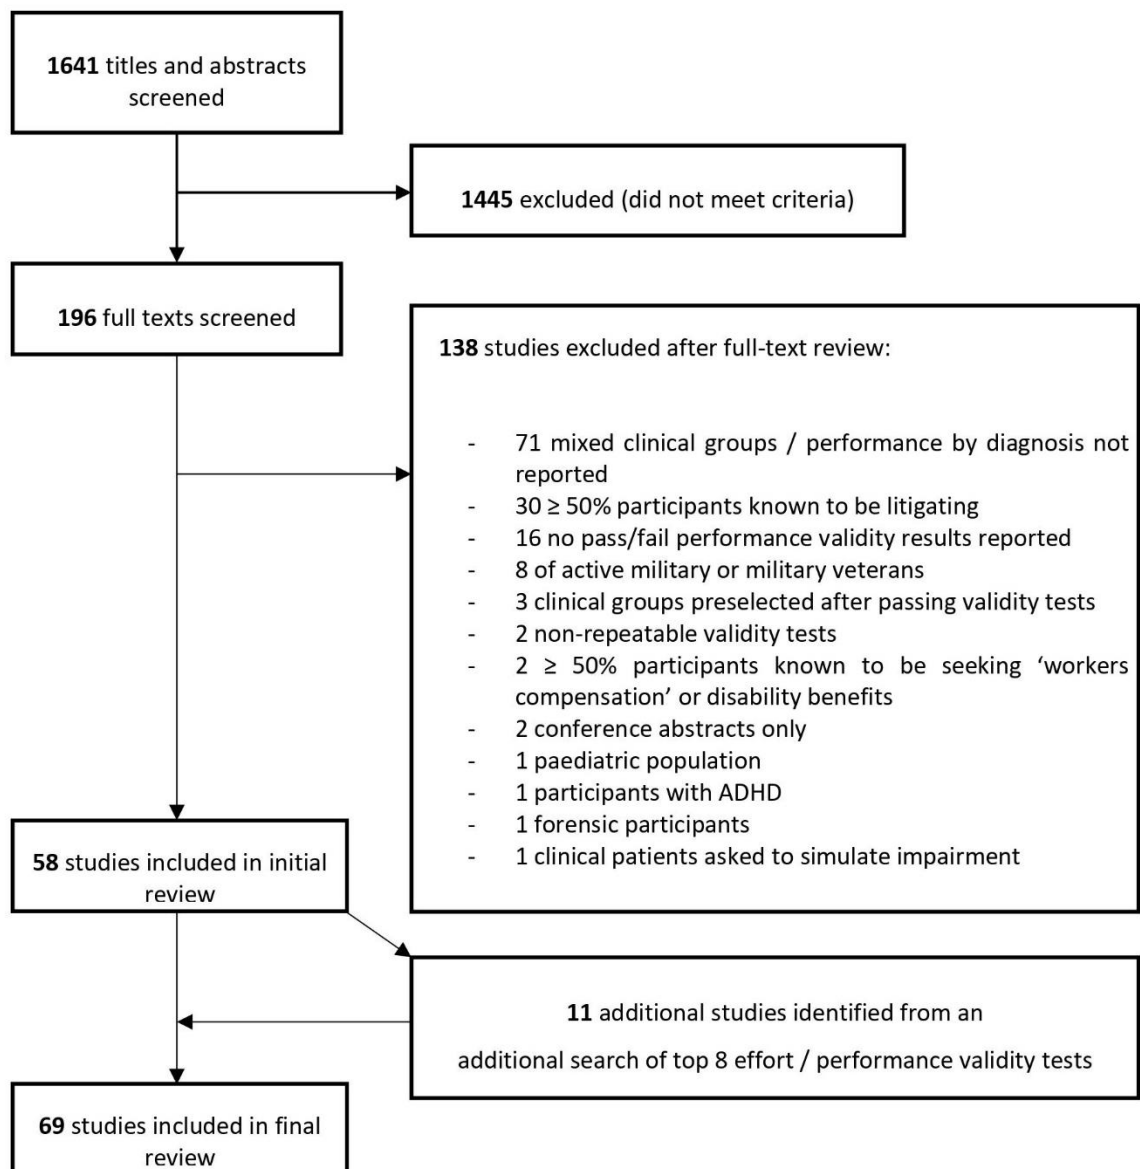 1641 titles and abstracts
screened
1445 excluded (did not meet criteria)
196 full texts screened
138 studies excluded after full-text review:
- 71 mixed clinical groups / performance by diagnosis not
reported
- 30 ≥ 50% participants known to be litigating
- 16 no pass/fail performance validity results reported
- 8 of active military or military veterans
- 3 clinical groups preselected after passing validity tests
- 2 non-repeatable validity tests
- 2 ≥ 50% participants known to be seeking ‘workers
compensation’ or disability benefits
- 2 conference abstracts only
- 1 paediatric population
- 1 participants with ADHD
- 1 forensic participants
- 1 clinical patients asked to simulate impairment
58 studies included in initial
review
11 additional studies identified from an
additional search of top 8 effort / performance validity tests
69 studies included in final
review